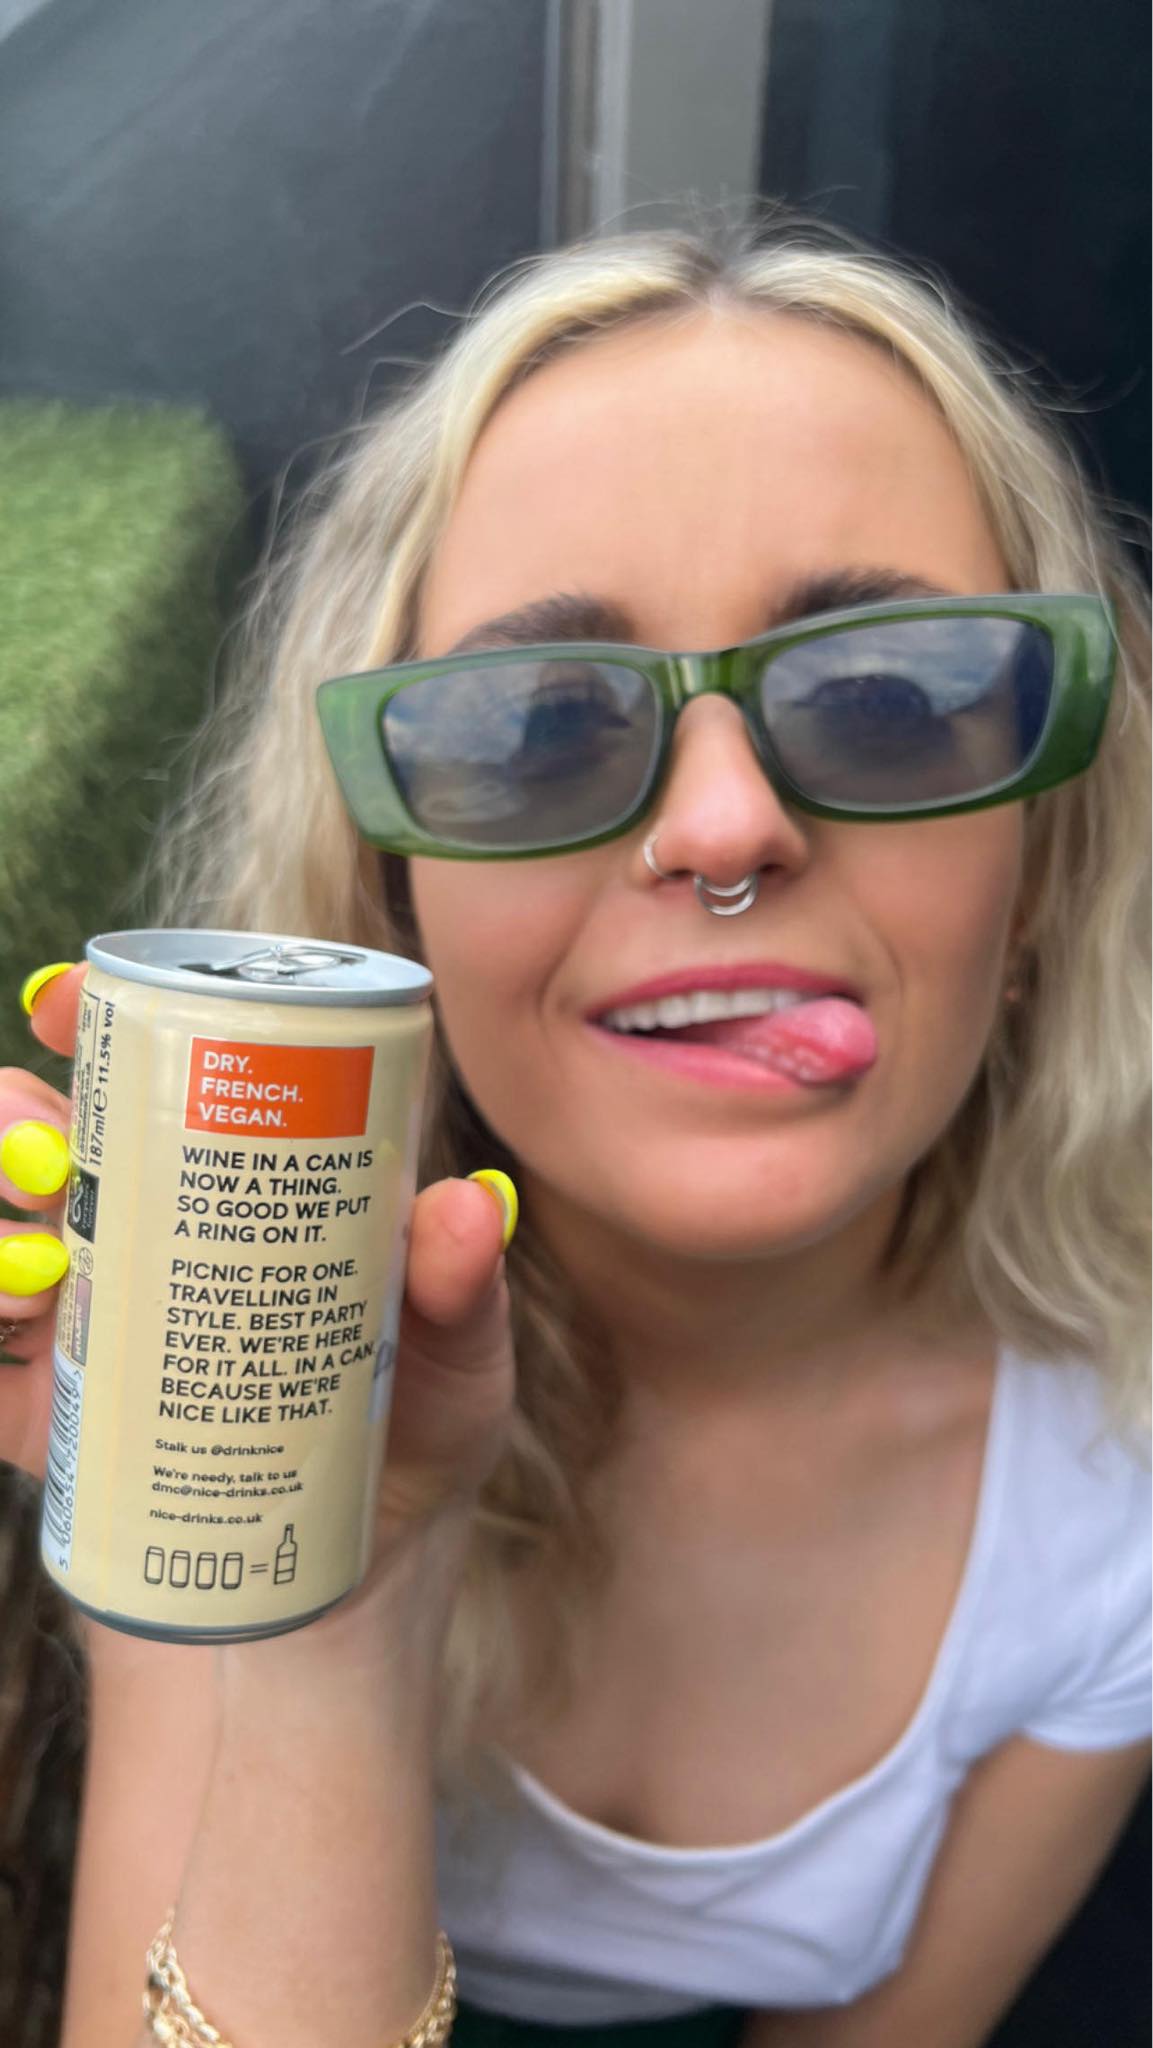 DRY.
FRENCH.
VEGAN.
WINE IN A CAN IS
NOW A THING.
SO GOOD WE PUT
A RING ON IT.
PICNIC FOR ONE.
TRAVELLING IN
STYLE. BEST PARTY
EVER. WE'RE HERE
FOR IT ALL. IN A CAN.
BECAUSE WE'RE
NICE LIKE THAT.
Stalk us @drinknice
We're needy, talk to us
dmc@nice-drinks.co.uk
nice-drinks.co.uk
=
187ml e 11.5% vol
5 060654 720049